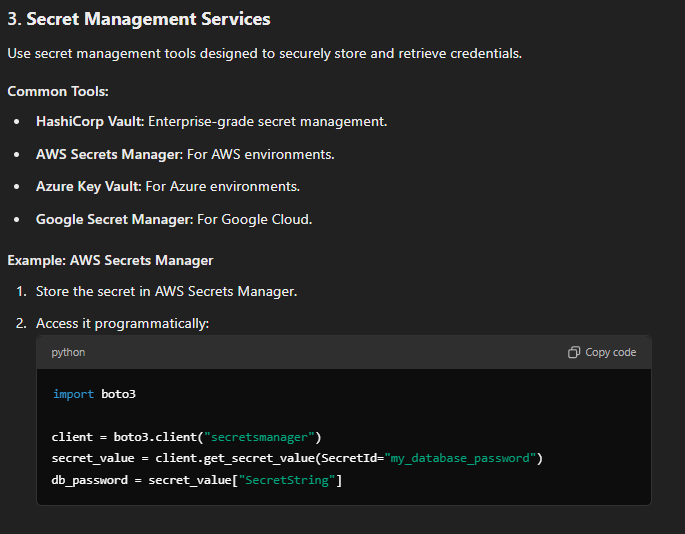 3. Secret Management Services
Use secret management tools designed to securely store and retrieve credentials.
Common Tools:
• HashiCorp Vault: Enterprise-grade secret management.
• AWS Secrets Manager: For AWS environments.
• Azure Key Vault: For Azure environments.
• Google Secret Manager: For Google Cloud.
Example: AWS Secrets Manager
1. Store the secret in AWS Secrets Manager.
2. Access it programmatically:
python Copy code
import boto3
client = boto3.client("secretsmanager")
secret_value = client.get_secret_value(SecretId="my_database_password")
db_password = secret_value["SecretString"]